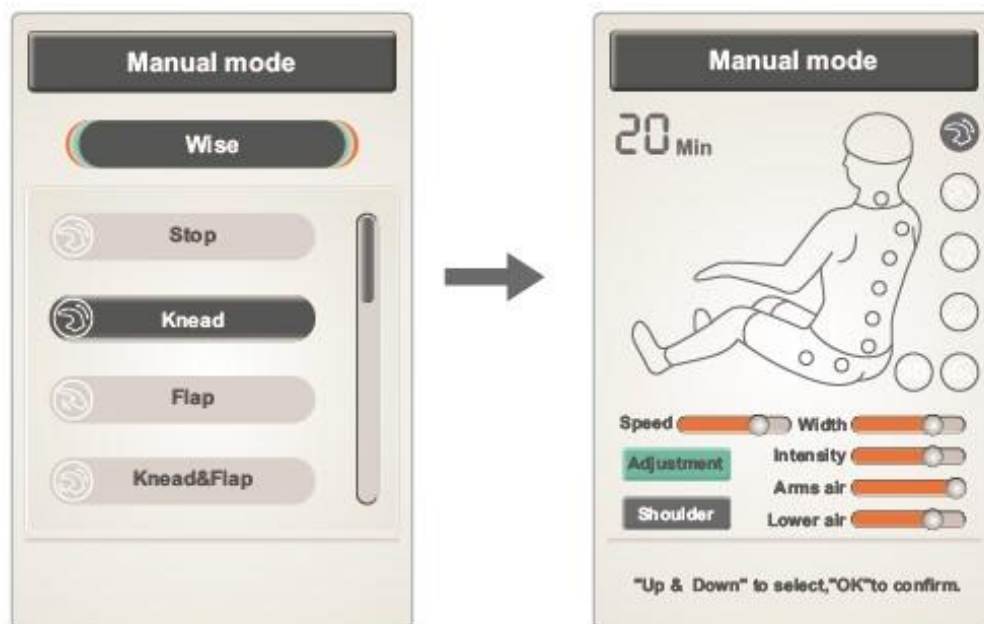 Manual mode
Wise
Stop
Knead
Flap
Knead&Flap
Manual mode
20 Min
Speed
Width
Adjustment
Intensity
Arms air
Shoulder
Lower air
"Up & Down" to select,"OK"to confirm.